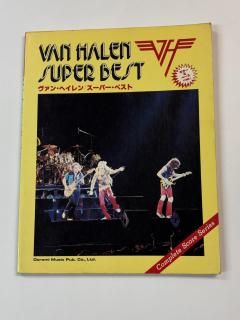 VAN HALEN
SUPER BEST
ヴァン・ヘイレン スーパー・ベスト
Doremi Music Pub. Co., Ltd.
Complete Score Series